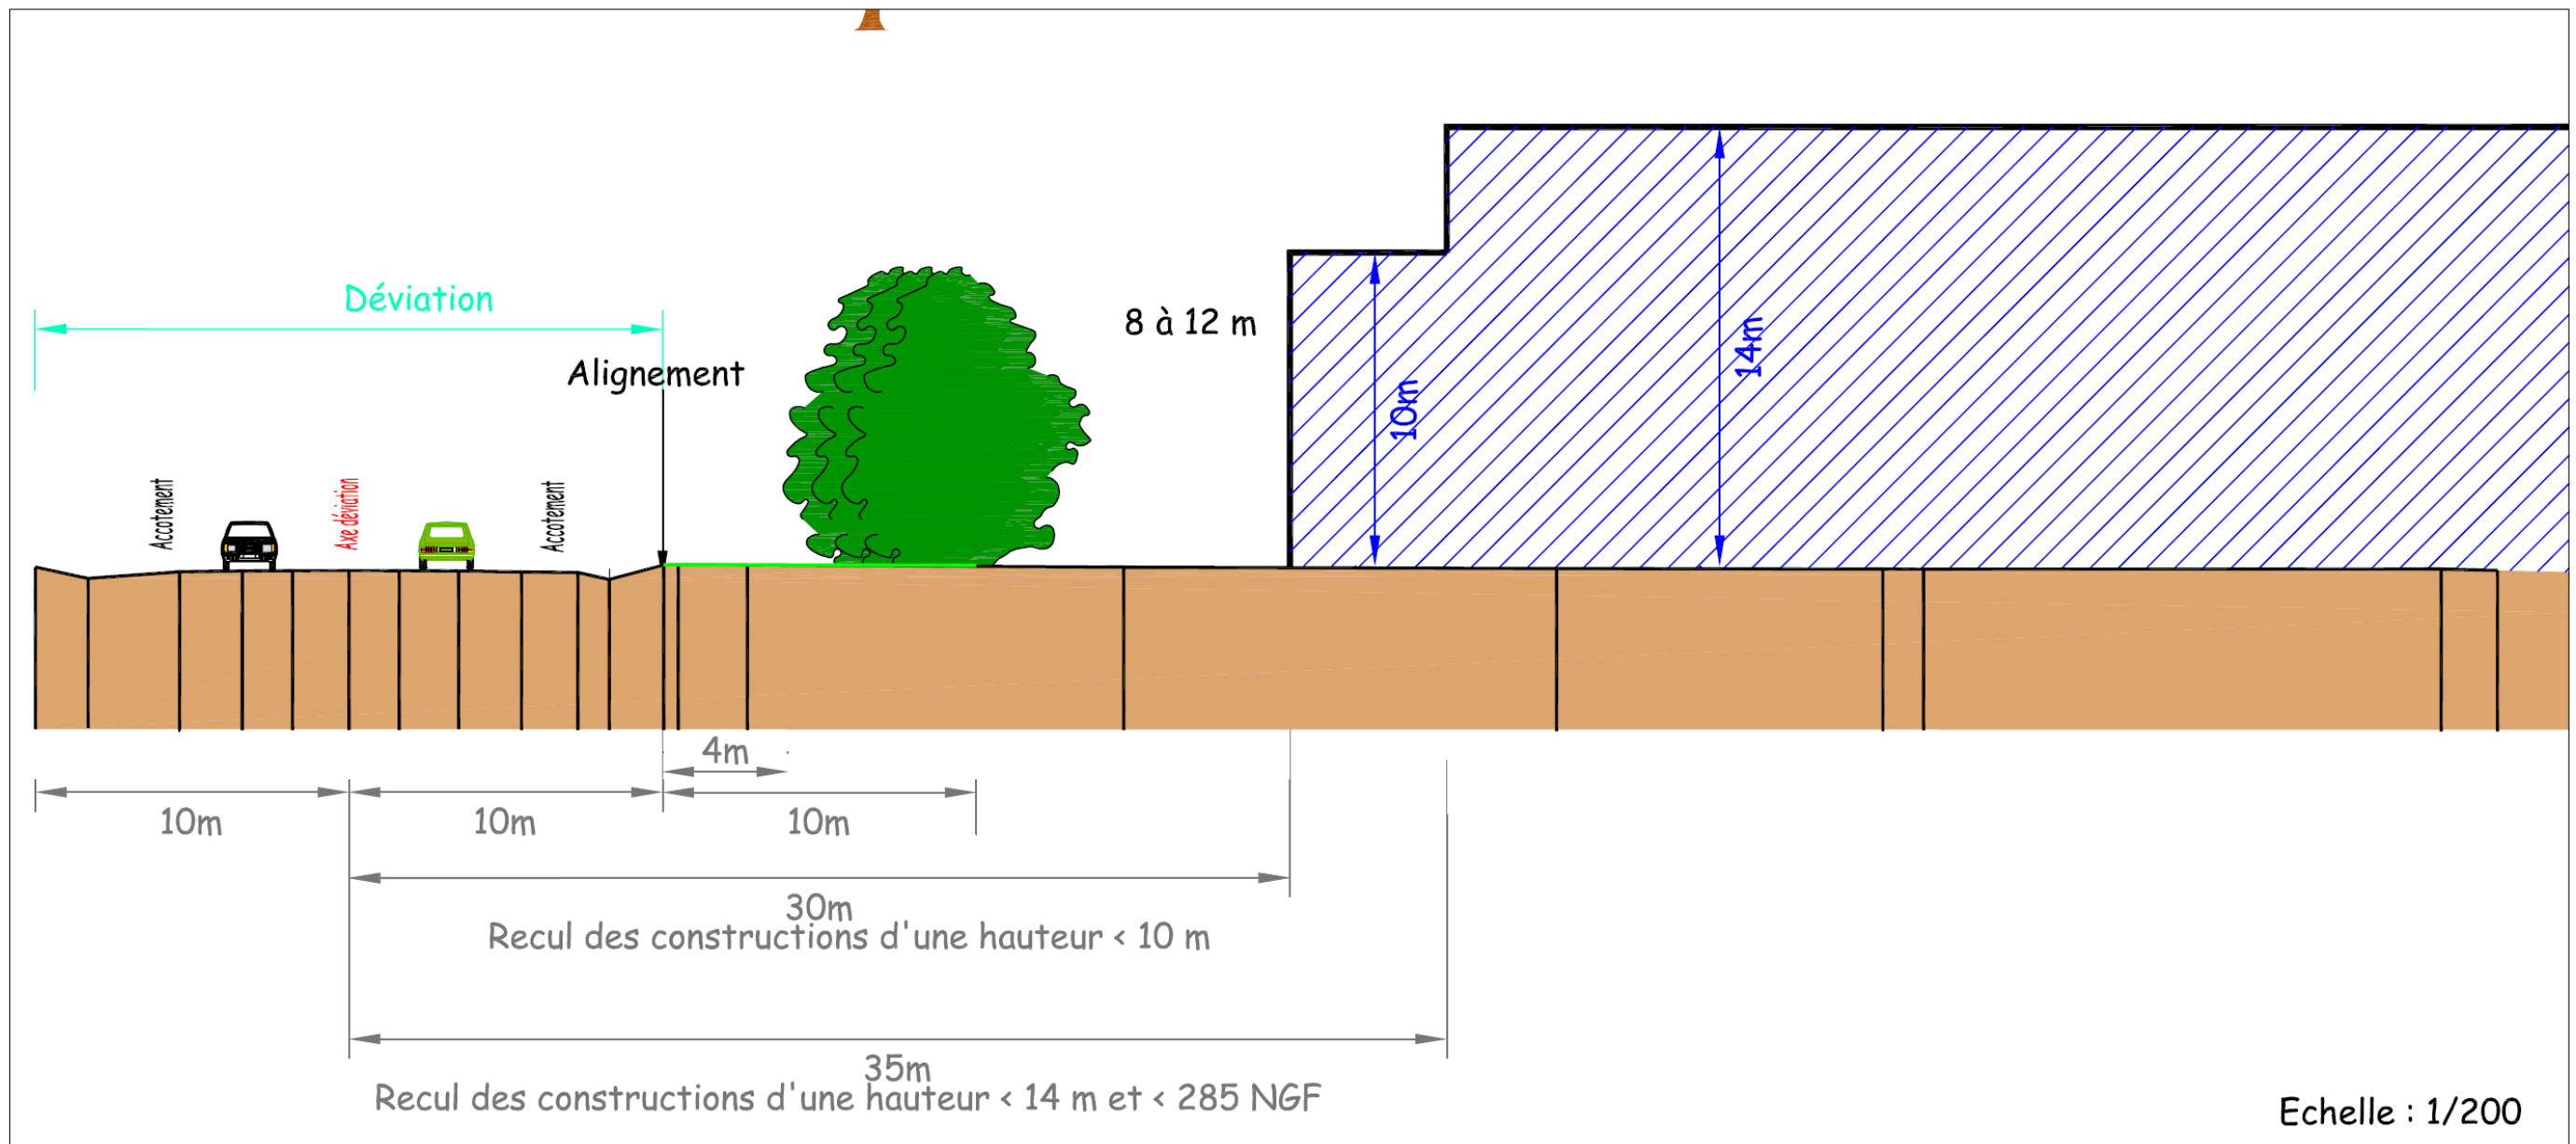 Déviation
8 à 12 m
Alignement
14m
10m
Accotement
Axe déviation
Accotement
4m
10m
10m
10m
30m
Recul des constructions d'une hauteur < 10 m
35m
Recul des constructions d'une hauteur < 14 m et < 285 NGF
Echelle : 1/200